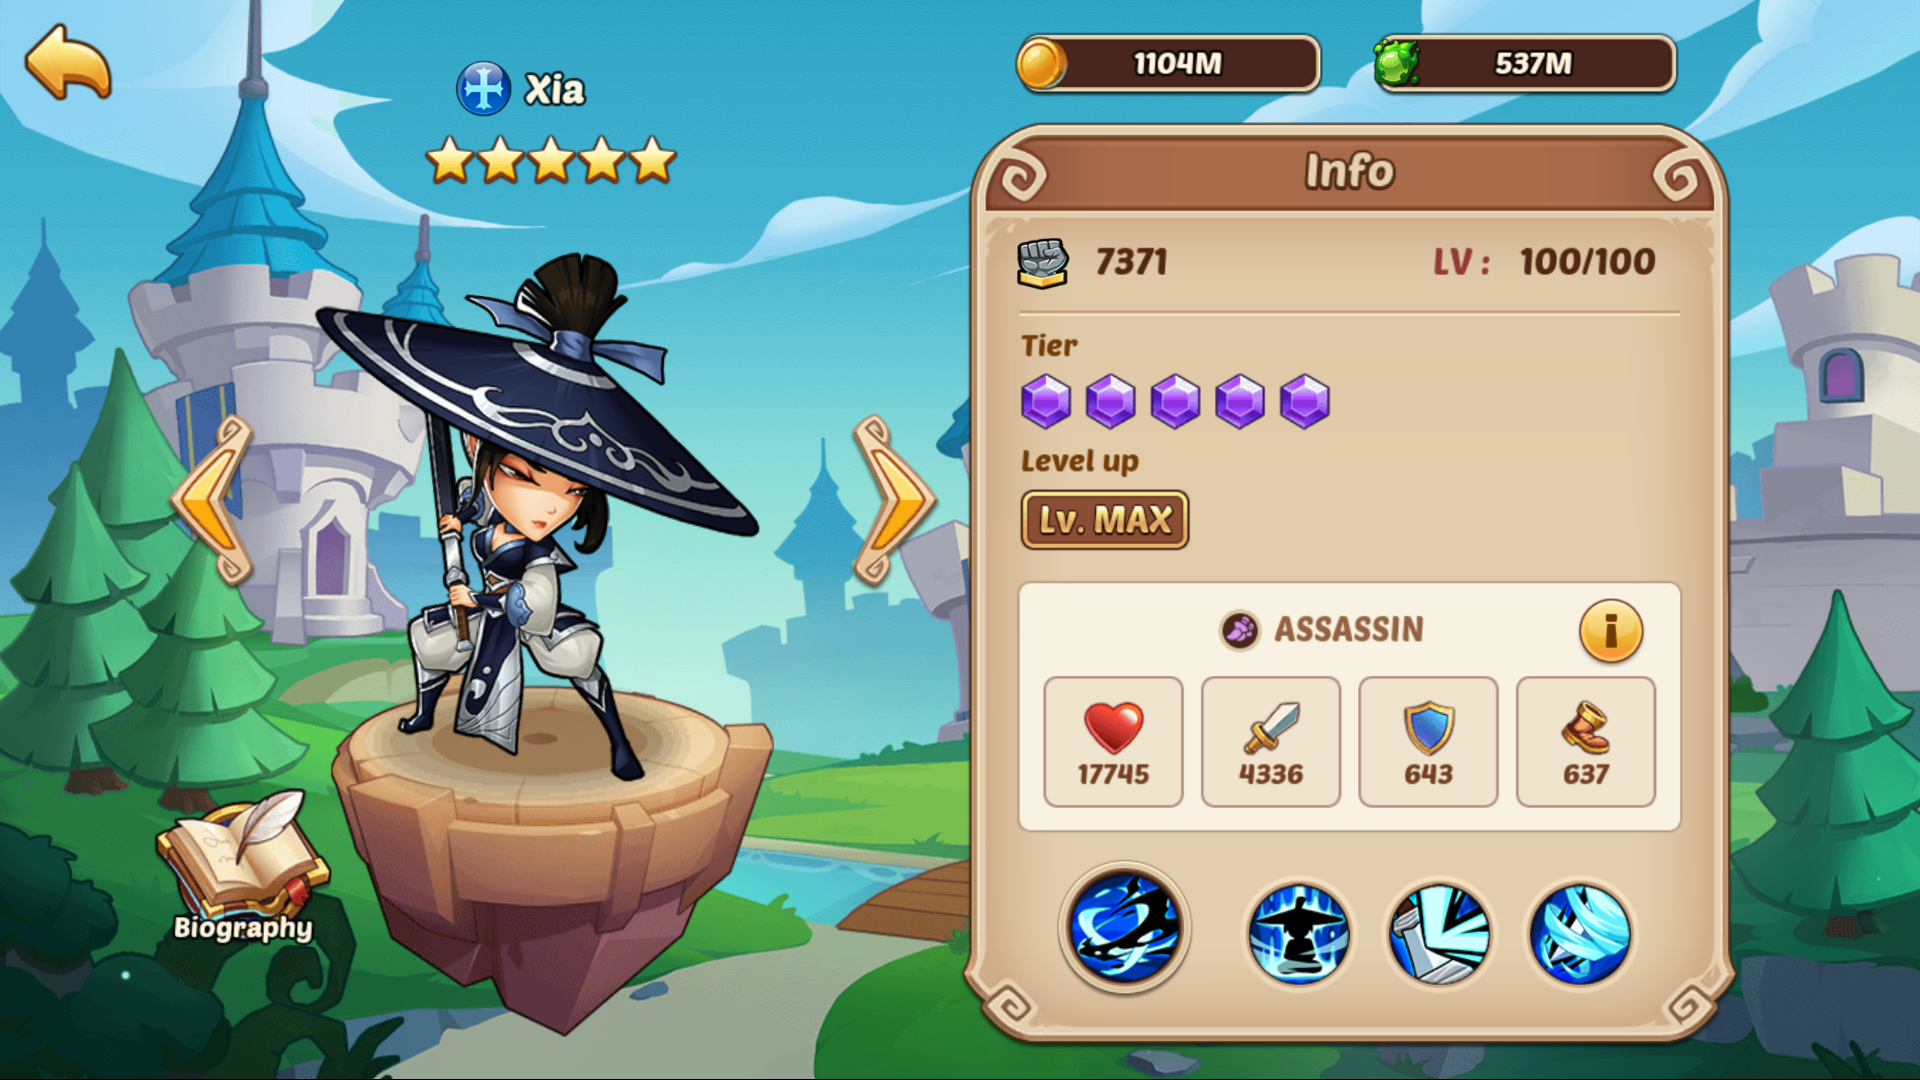 Xia
1104M
537M
Info
7371
LV : 100/100
Tier
Level up
Lv. MAX
ASSASSIN
i
17745
4336
643
637
Biography